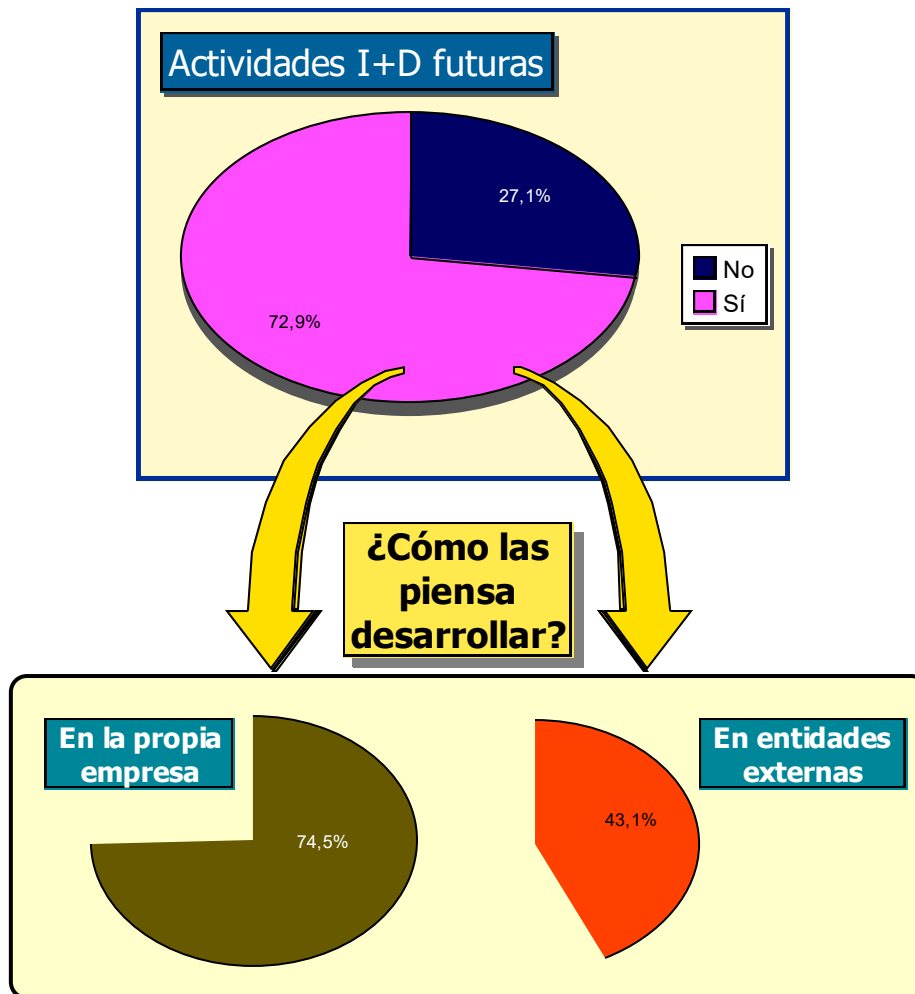 Actividades I+D futuras
27,1%
No
Sí
72,9%
¿Cómo las
piensa
desarrollar?
En la propia
empresa
74,5%
43,1%
En entidades
externas